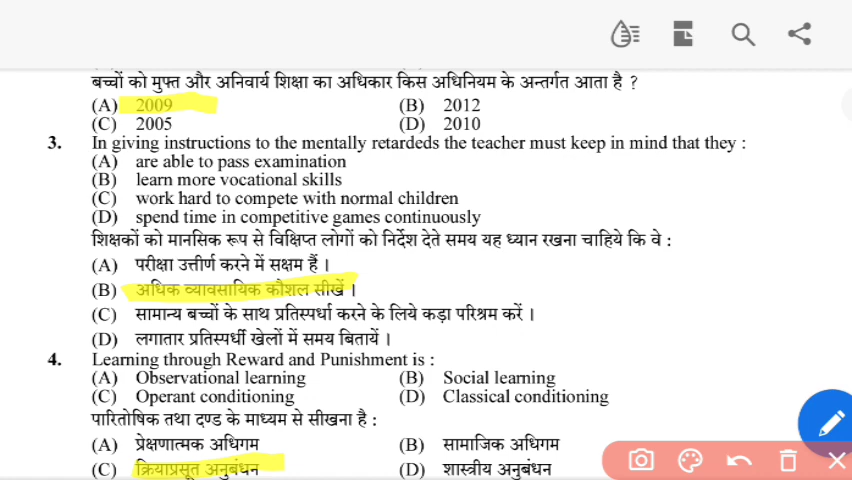 बच्चों को मुफ्त और अनिवार्य शिक्षा का अधिकार किस अधिनियम के अन्तर्गत आता है ?
(A) 2009 (B) 2012
(C) 2005 (D) 2010
3. In giving instructions to the mentally retardeds the teacher must keep in mind that they :
(A) are able to pass examination
(B) learn more vocational skills
(C) work hard to compete with normal children
(D) spend time in competitive games continuously
शिक्षकों को मानसिक रूप से विक्षिप्त लोगों को निर्देश देते समय यह ध्यान रखना चाहिये कि वे :
(A) परीक्षा उत्तीर्ण करने में सक्षम हैं ।
(B) अधिक व्यावसायिक कौशल सीखें ।
(C) सामान्य बच्चों के साथ प्रतिस्पर्धा करने के लिये कड़ा परिश्रम करें ।
(D) लगातार प्रतिस्पर्धी खेलों में समय बितायें ।
4. Learning through Reward and Punishment is :
(A) Observational learning (B) Social learning
(C) Operant conditioning (D) Classical conditioning
पारितोषिक तथा दण्ड के माध्यम से सीखना है :
(A) प्रेक्षणात्मक अधिगम (B) सामाजिक अधिगम
(C) क्रियाप्रसूत अनुबंधन (D) शास्त्रीय अनुबंधन